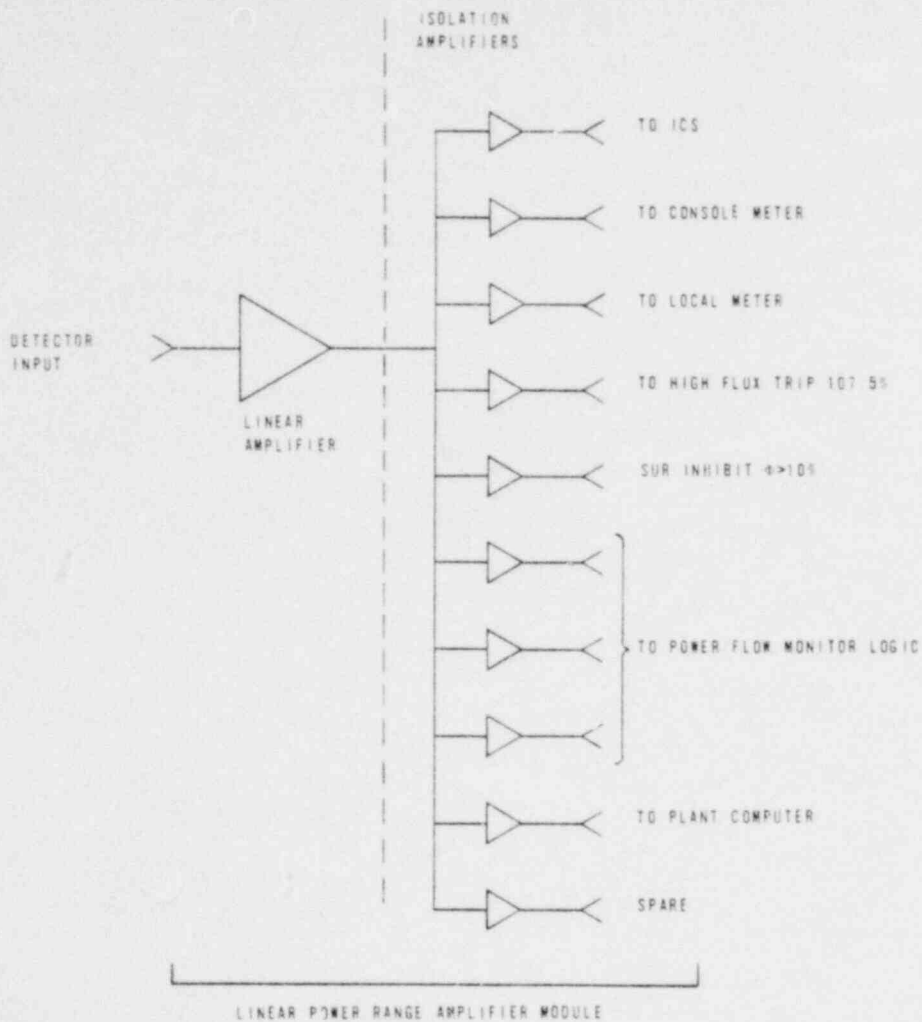 ISOLATION
AMPLIFIERS
TO ICS
TO CONSOLE METER
TO LOCAL METER
DETECTOR
INPUT
TO HIGH FLUX TRIP 107.5%
LINEAR
AMPLIFIER
SUR INHIBIT Φ>10%
TO POWER FLOW MONITOR LOGIC
TO PLANT COMPUTER
SPARE
LINEAR POWER RANGE AMPLIFIER MODULE